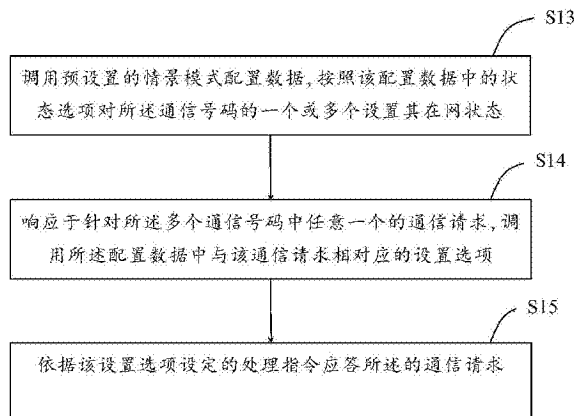 S13
调用预设置的情景模式配置数据,按照该配置数据中的状
态选项对所述通信号码的一个或多个设置其在网状态
S14
响应于针对所述多个通信号码中任意一个的通信请求,调
用所述配置数据中与该通信请求相对应的设置选项
S15
依据该设置选项设定的处理指令应答所述的通信请求